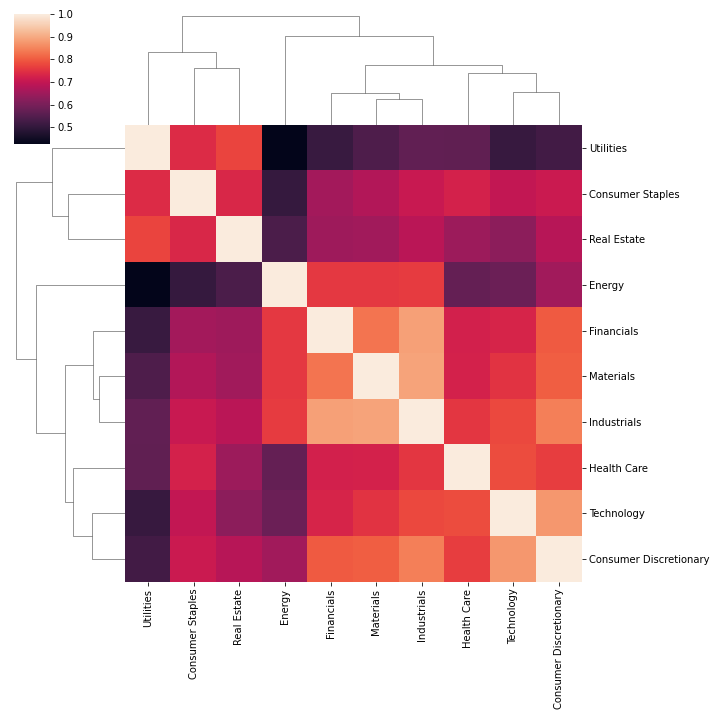 1.0
0.9
0.8
0.7
0.6
0.5
Utilities
Consumer Staples
Real Estate
Energy
Financials
Materials
Industrials
Health Care
Technology
Consumer Discretionary
Utilities
Consumer Staples
Real Estate
Energy
Financials
Materials
Industrials
Health Care
Technology
Consumer Discretionary